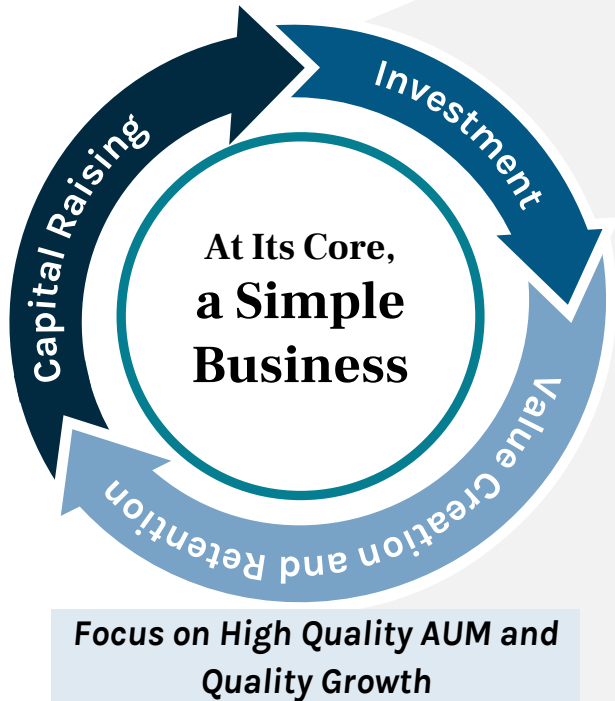 Capital Raising
Investment
At Its Core,
a Simple
Business
Value Creation and Retention
Focus on High Quality AUM and
Quality Growth